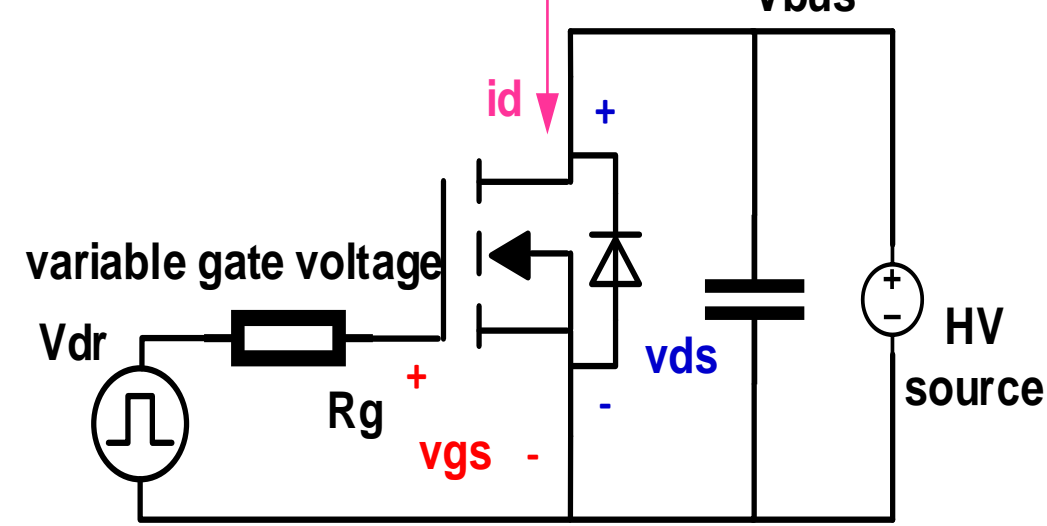 Vbus
id
+
variable gate voltage
+
−
Vdr
HV
vds
source
+
Rg
-
vgs -